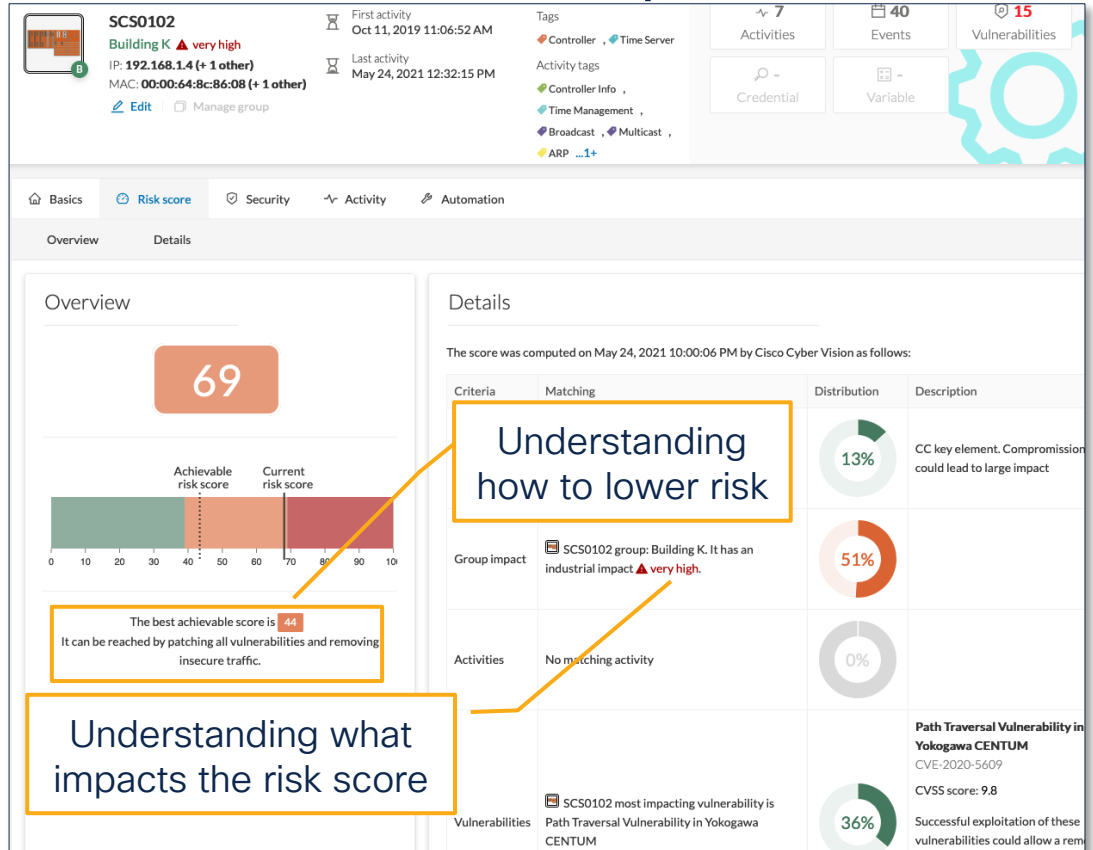 SCS0102
Building K very high
IP: 192.168.1.4 (+ 1 other)
MAC: 00:00:64:8c:86:08 (+ 1 other)
Edit Manage group
B
First activity
Oct 11, 2019 11:06:52 AM
Last activity
May 24, 2021 12:32:15 PM
Tags
Controller , Time Server
Activity tags
Controller Info ,
Time Management ,
Broadcast , Multicast ,
ARP ...1+
7
Activities
40
Events
15
Vulnerabilities
-
Credential
-
Variable
Basics Risk score Security Activity Automation
Overview Details
Overview
69
Achievable
risk score
Current
risk score
0 10 20 30 40 50 60 70 80 90 10
The best achievable score is 44
It can be reached by patching all vulnerabilities and removing
insecure traffic.
Understanding what
impacts the risk score
Details
The score was computed on May 24, 2021 10:00:06 PM by Cisco Cyber Vision as follows:
Criteria Matching Distribution Description
Understanding
how to lower risk
13%
CC key element. Compromission
could lead to large impact
Group impact
SCS0102 group: Building K. It has an
industrial impact very high.
51%
Activities No matching activity 0%
Vulnerabilities
SCS0102 most impacting vulnerability is
Path Traversal Vulnerability in Yokogawa
CENTUM
36%
Path Traversal Vulnerability in
Yokogawa CENTUM
CVE-2020-5609
CVSS score: 9.8
Successful exploitation of these
vulnerabilities could allow a rem